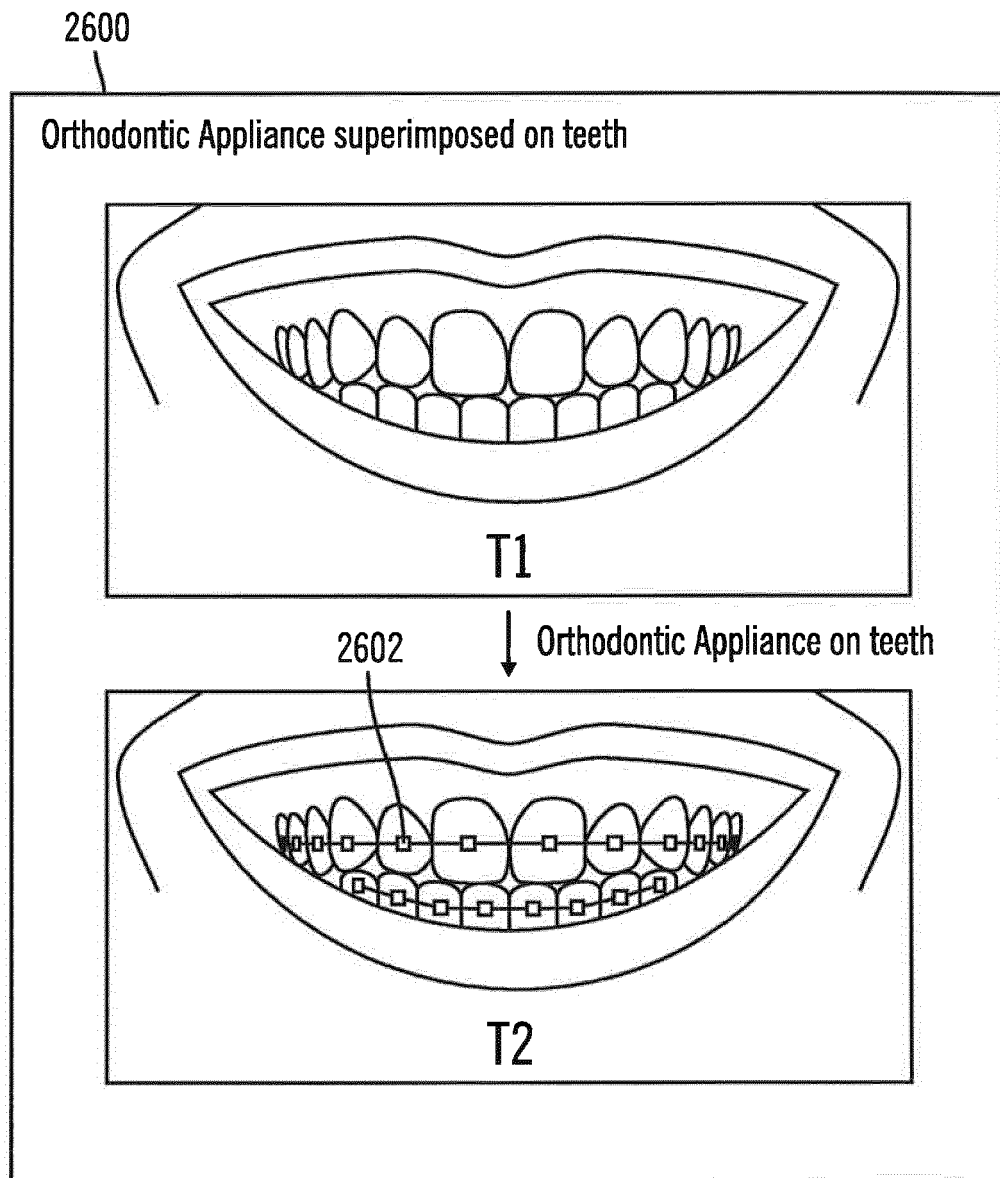 2600
Orthodontic Appliance superimposed on teeth
T1
Orthodontic Appliance on teeth
2602
T2